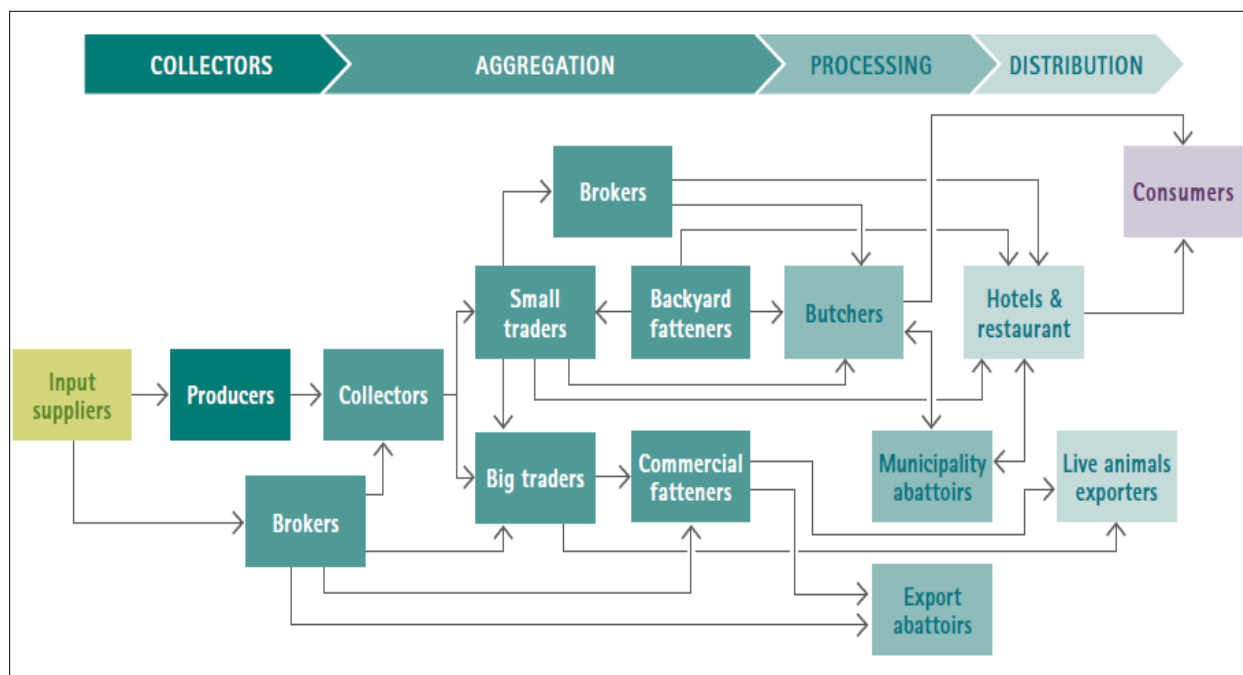 COLLECTORS
AGGREGATION
PROCESSING
DISTRIBUTION
Brokers
Consumers
Small
traders
Backyard
fatteners
Butchers
Hotels &
restaurant
Input
suppliers
Producers
Collectors
Big traders
Commercial
fatteners
Municipality
abattoirs
Live animals
exporters
Brokers
Export
abattoirs